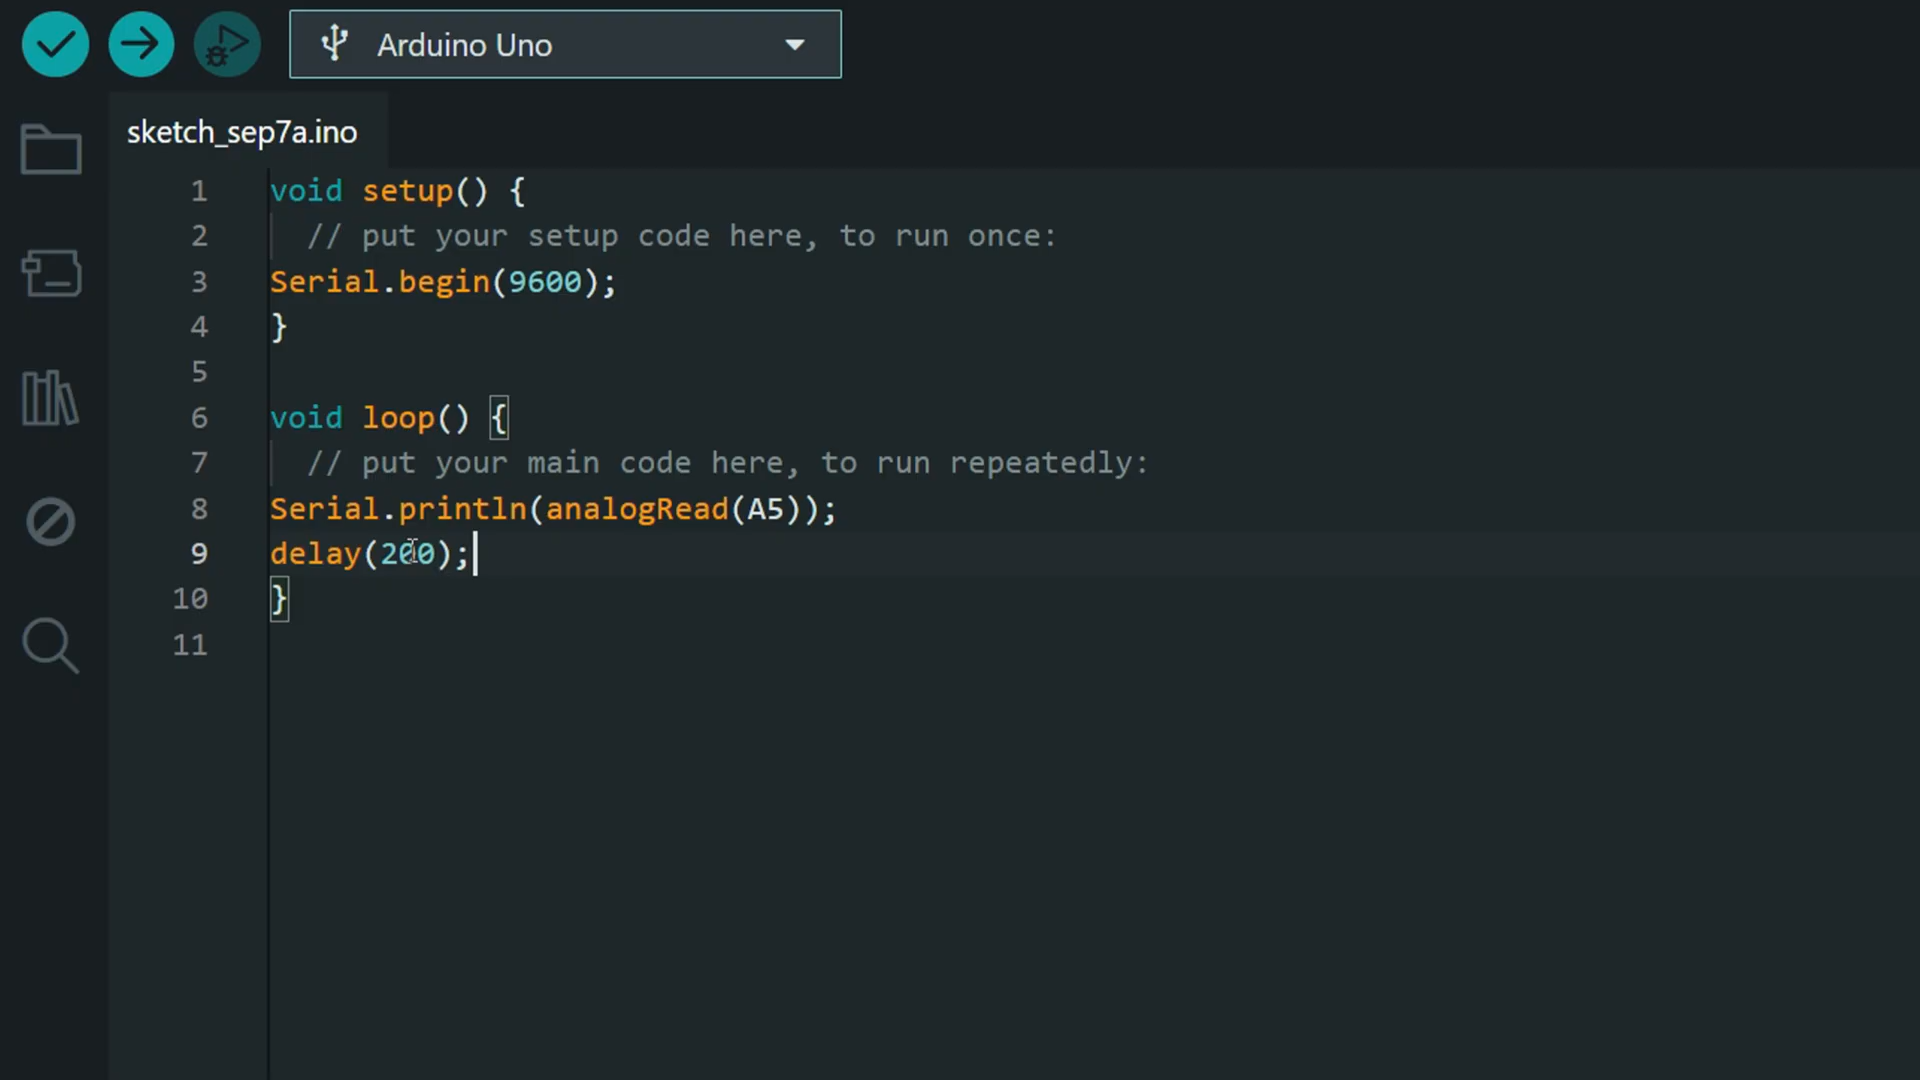 Arduino Uno
sketch_sep7a.ino
1 void setup() {
2 // put your setup code here, to run once:
3 Serial.begin(9600);
4 }
5
6 void loop() {
7 // put your main code here, to run repeatedly:
8 Serial.println(analogRead(A5));
9 delay(200);
10 }
11